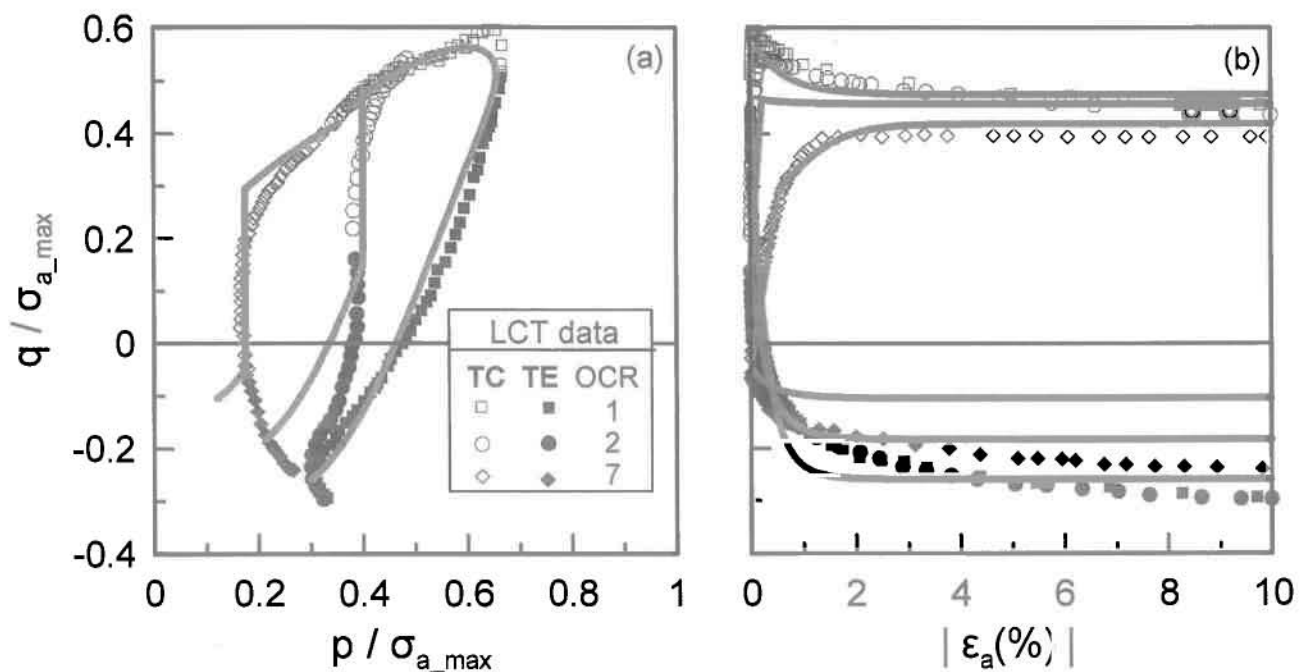 0.6
0.4
0.2
0
-0.2
-0.4
q / σa_max
(a)
LCT data
TC TE OCR
1
2
7
0 0.2 0.4 0.6 0.8 1
p / σa_max
(b)
0 2 4 6 8 10
| εa(%) |